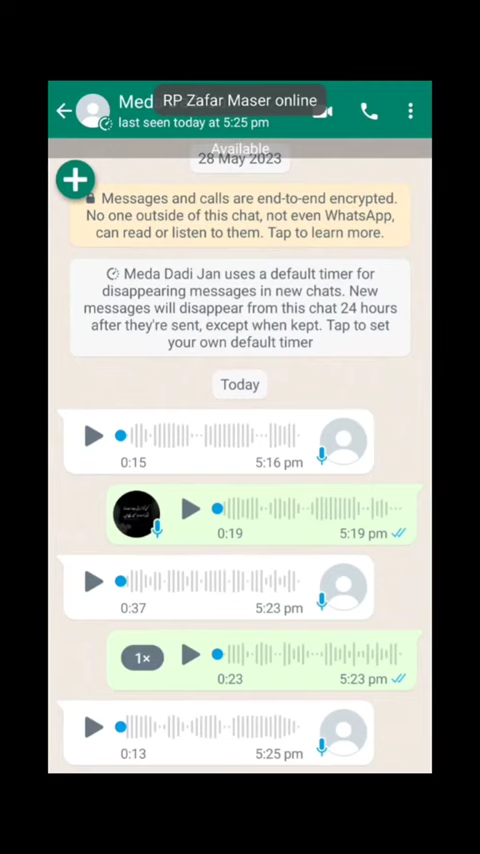 Med
RP Zafar Maser online
last seen today at 5:25 pm
Available
28 May 2023
Messages and calls are end-to-end encrypted.
No one outside of this chat, not even WhatsApp,
can read or listen to them. Tap to learn more.
Meda Dadi Jan uses a default timer for
disappearing messages in new chats. New
messages will disappear from this chat 24 hours
after they're sent, except when kept. Tap to set
your own default timer
Today
0:15 5:16 pm
0:19 5:19 pm
0:37 5:23 pm
1×
0:23 5:23 pm
0:13 5:25 pm